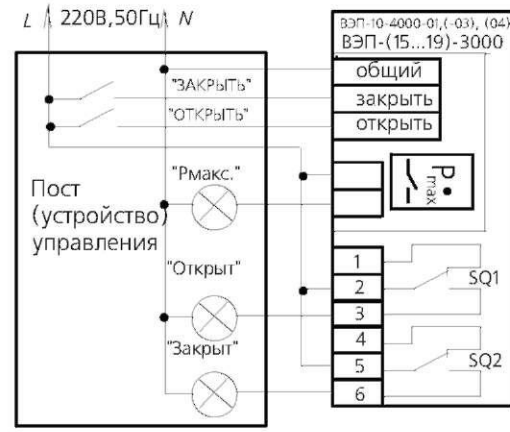 L 220В,50Гц N
ВЭП-10-4000-01,(-03), (04)
ВЭП-(15...19)-3000
"ЗАКРЫТЬ"
"ОТКРЫТЬ"
общий
закрыть
открыть
"Рмакс."
P max
Пост
(устройство)
управления
"Открыт"
"Закрыт"
1
2
3
4
5
6
SQ1
SQ2